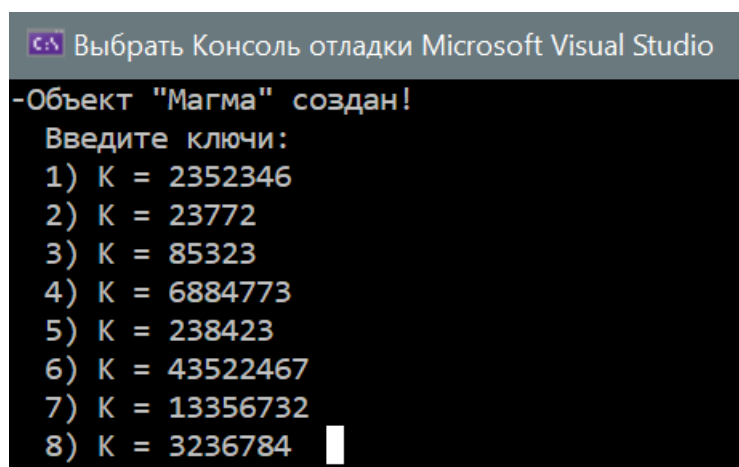 Выбрать Консоль отладки Microsoft Visual Studio
-Объект "Магма" создан!
Введите ключи:
1) K = 2352346
2) K = 23772
3) K = 85323
4) K = 6884773
5) K = 238423
6) K = 43522467
7) K = 13356732
8) K = 3236784